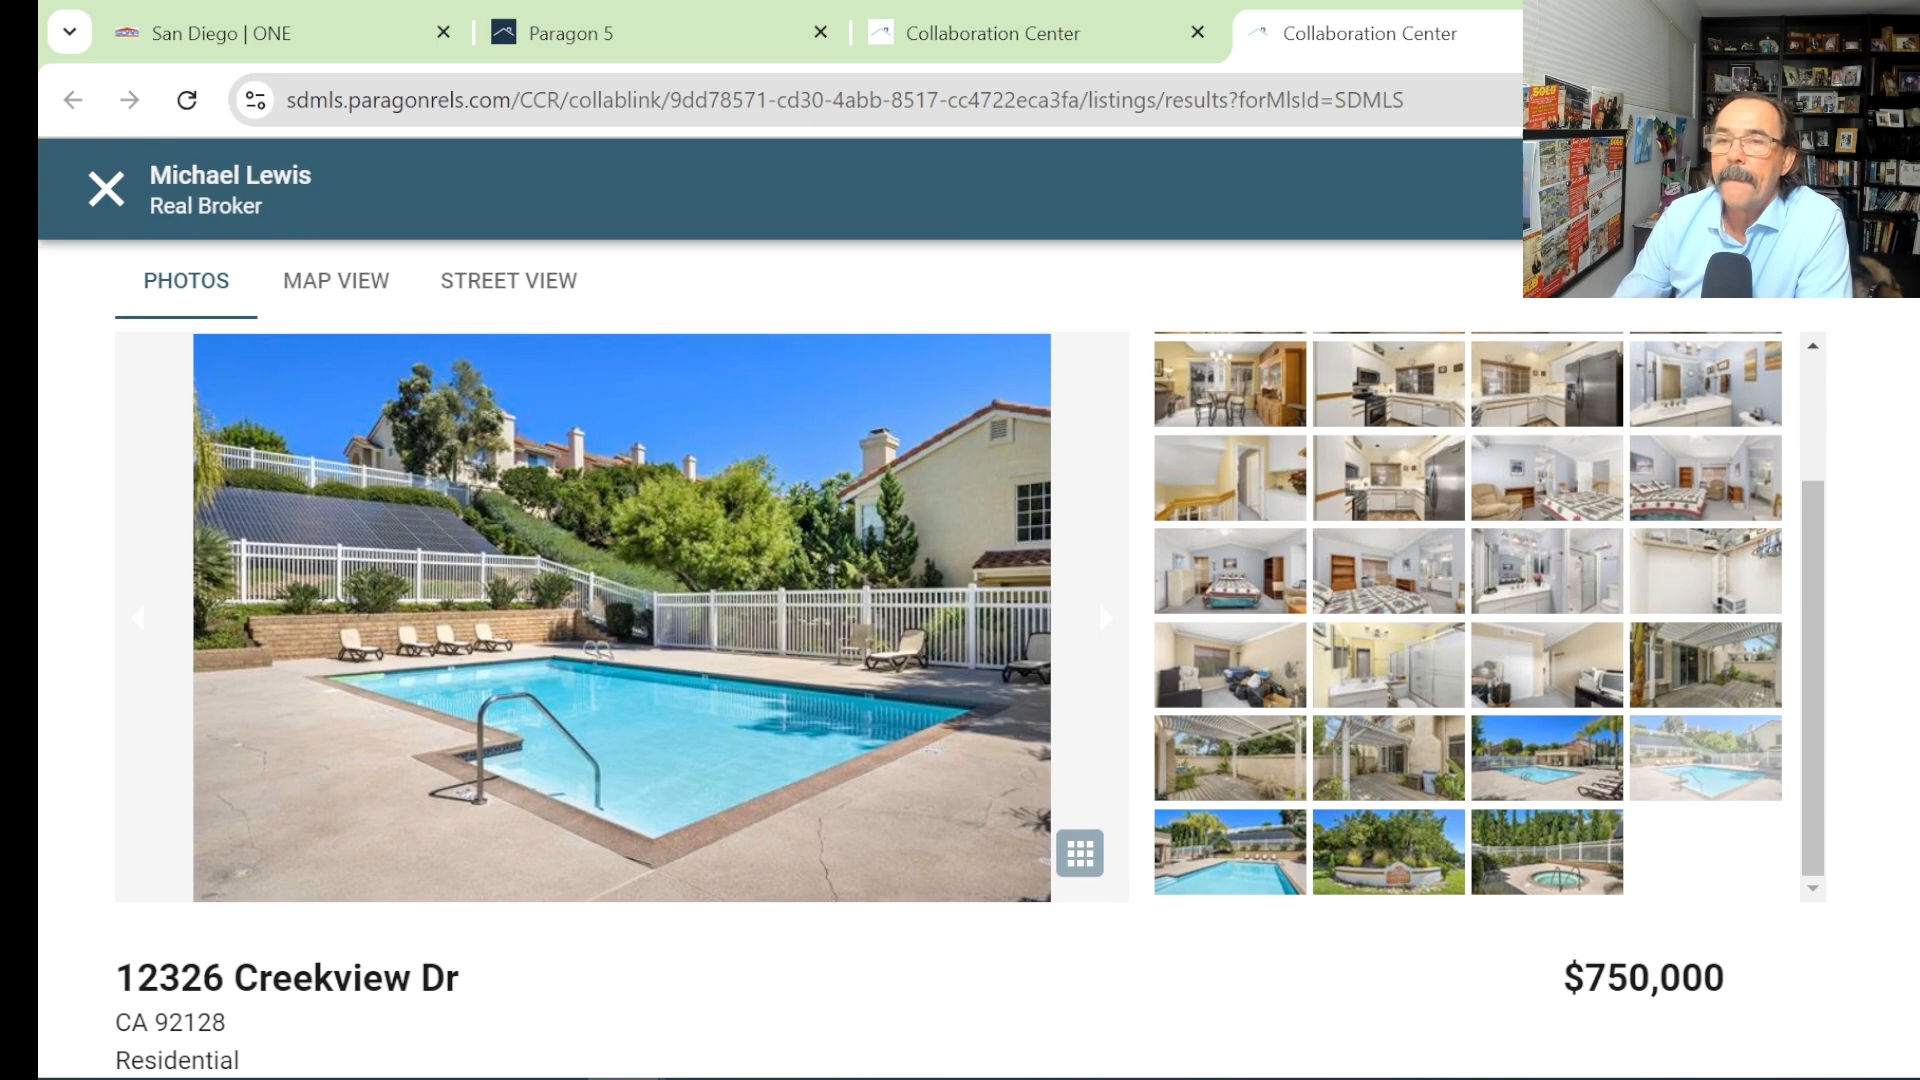 San Diego | ONE
Paragon 5
Collaboration Center
Collaboration Center
sdmls.paragonrels.com/CCR/collablink/9dd78571-cd30-4abb-8517-cc4722eca3fa/listings/results?forMlsId=SDMLS
Michael Lewis
Real Broker
PHOTOS
MAP VIEW
STREET VIEW
SOLD
12326 Creekview Dr
$750,000
CA 92128
Residential